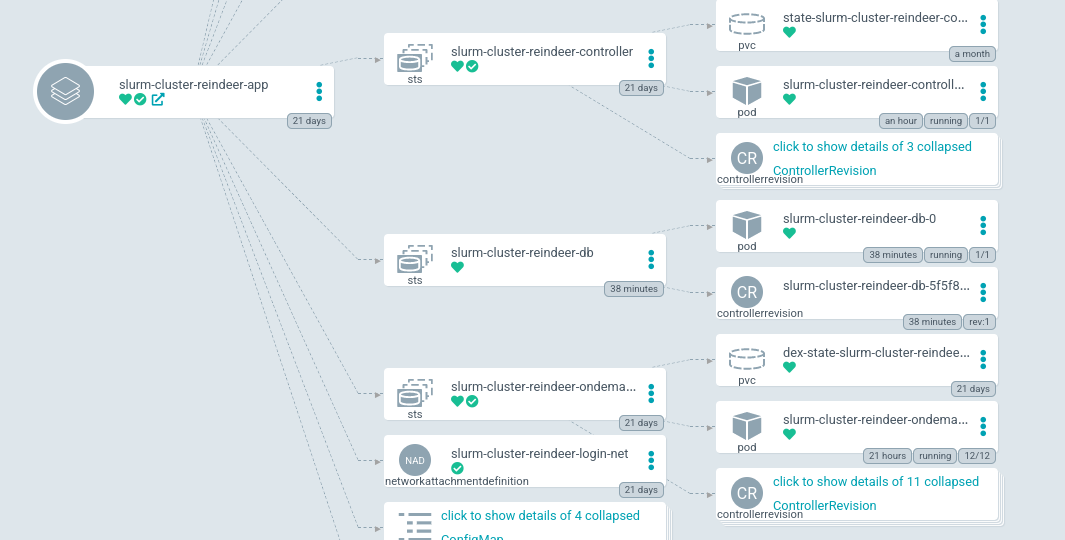 slurm-cluster-reindeer-app
21 days
slurm-cluster-reindeer-controller
sts
21 days
state-slurm-cluster-reindeer-co...
pvc
a month
slurm-cluster-reindeer-controll...
pod
an hour
running
1/1
CR
click to show details of 3 collapsed
ControllerRevision
controllerrevision
slurm-cluster-reindeer-db
sts
38 minutes
slurm-cluster-reindeer-db-0
pod
38 minutes
running
1/1
CR
slurm-cluster-reindeer-db-5f5f8...
controllerrevision
38 minutes
rev:1
slurm-cluster-reindeer-ondema...
sts
21 days
dex-state-slurm-cluster-reindee...
pvc
21 days
slurm-cluster-reindeer-ondema...
pod
21 hours
running
12/12
CR
click to show details of 11 collapsed
ControllerRevision
controllerrevision
NAD
slurm-cluster-reindeer-login-net
networkattachmentdefinition
21 days
click to show details of 4 collapsed
ConfigMap